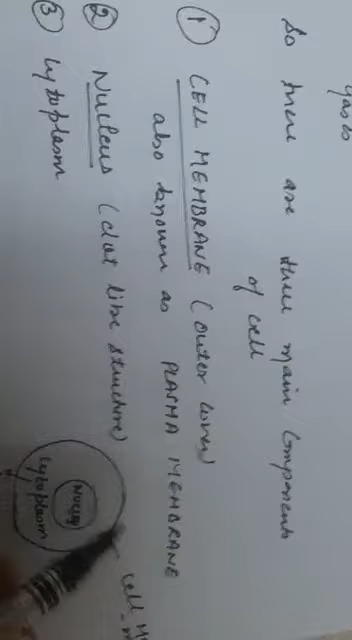 So there are three main Components
of cell
① CELL MEMBRANE (outer cover)
also known as PLASMA MEMBRANE
② Nucleus (dot like structure)
③ Cytoplasm
Nucleus
Cytoplasm
Cell